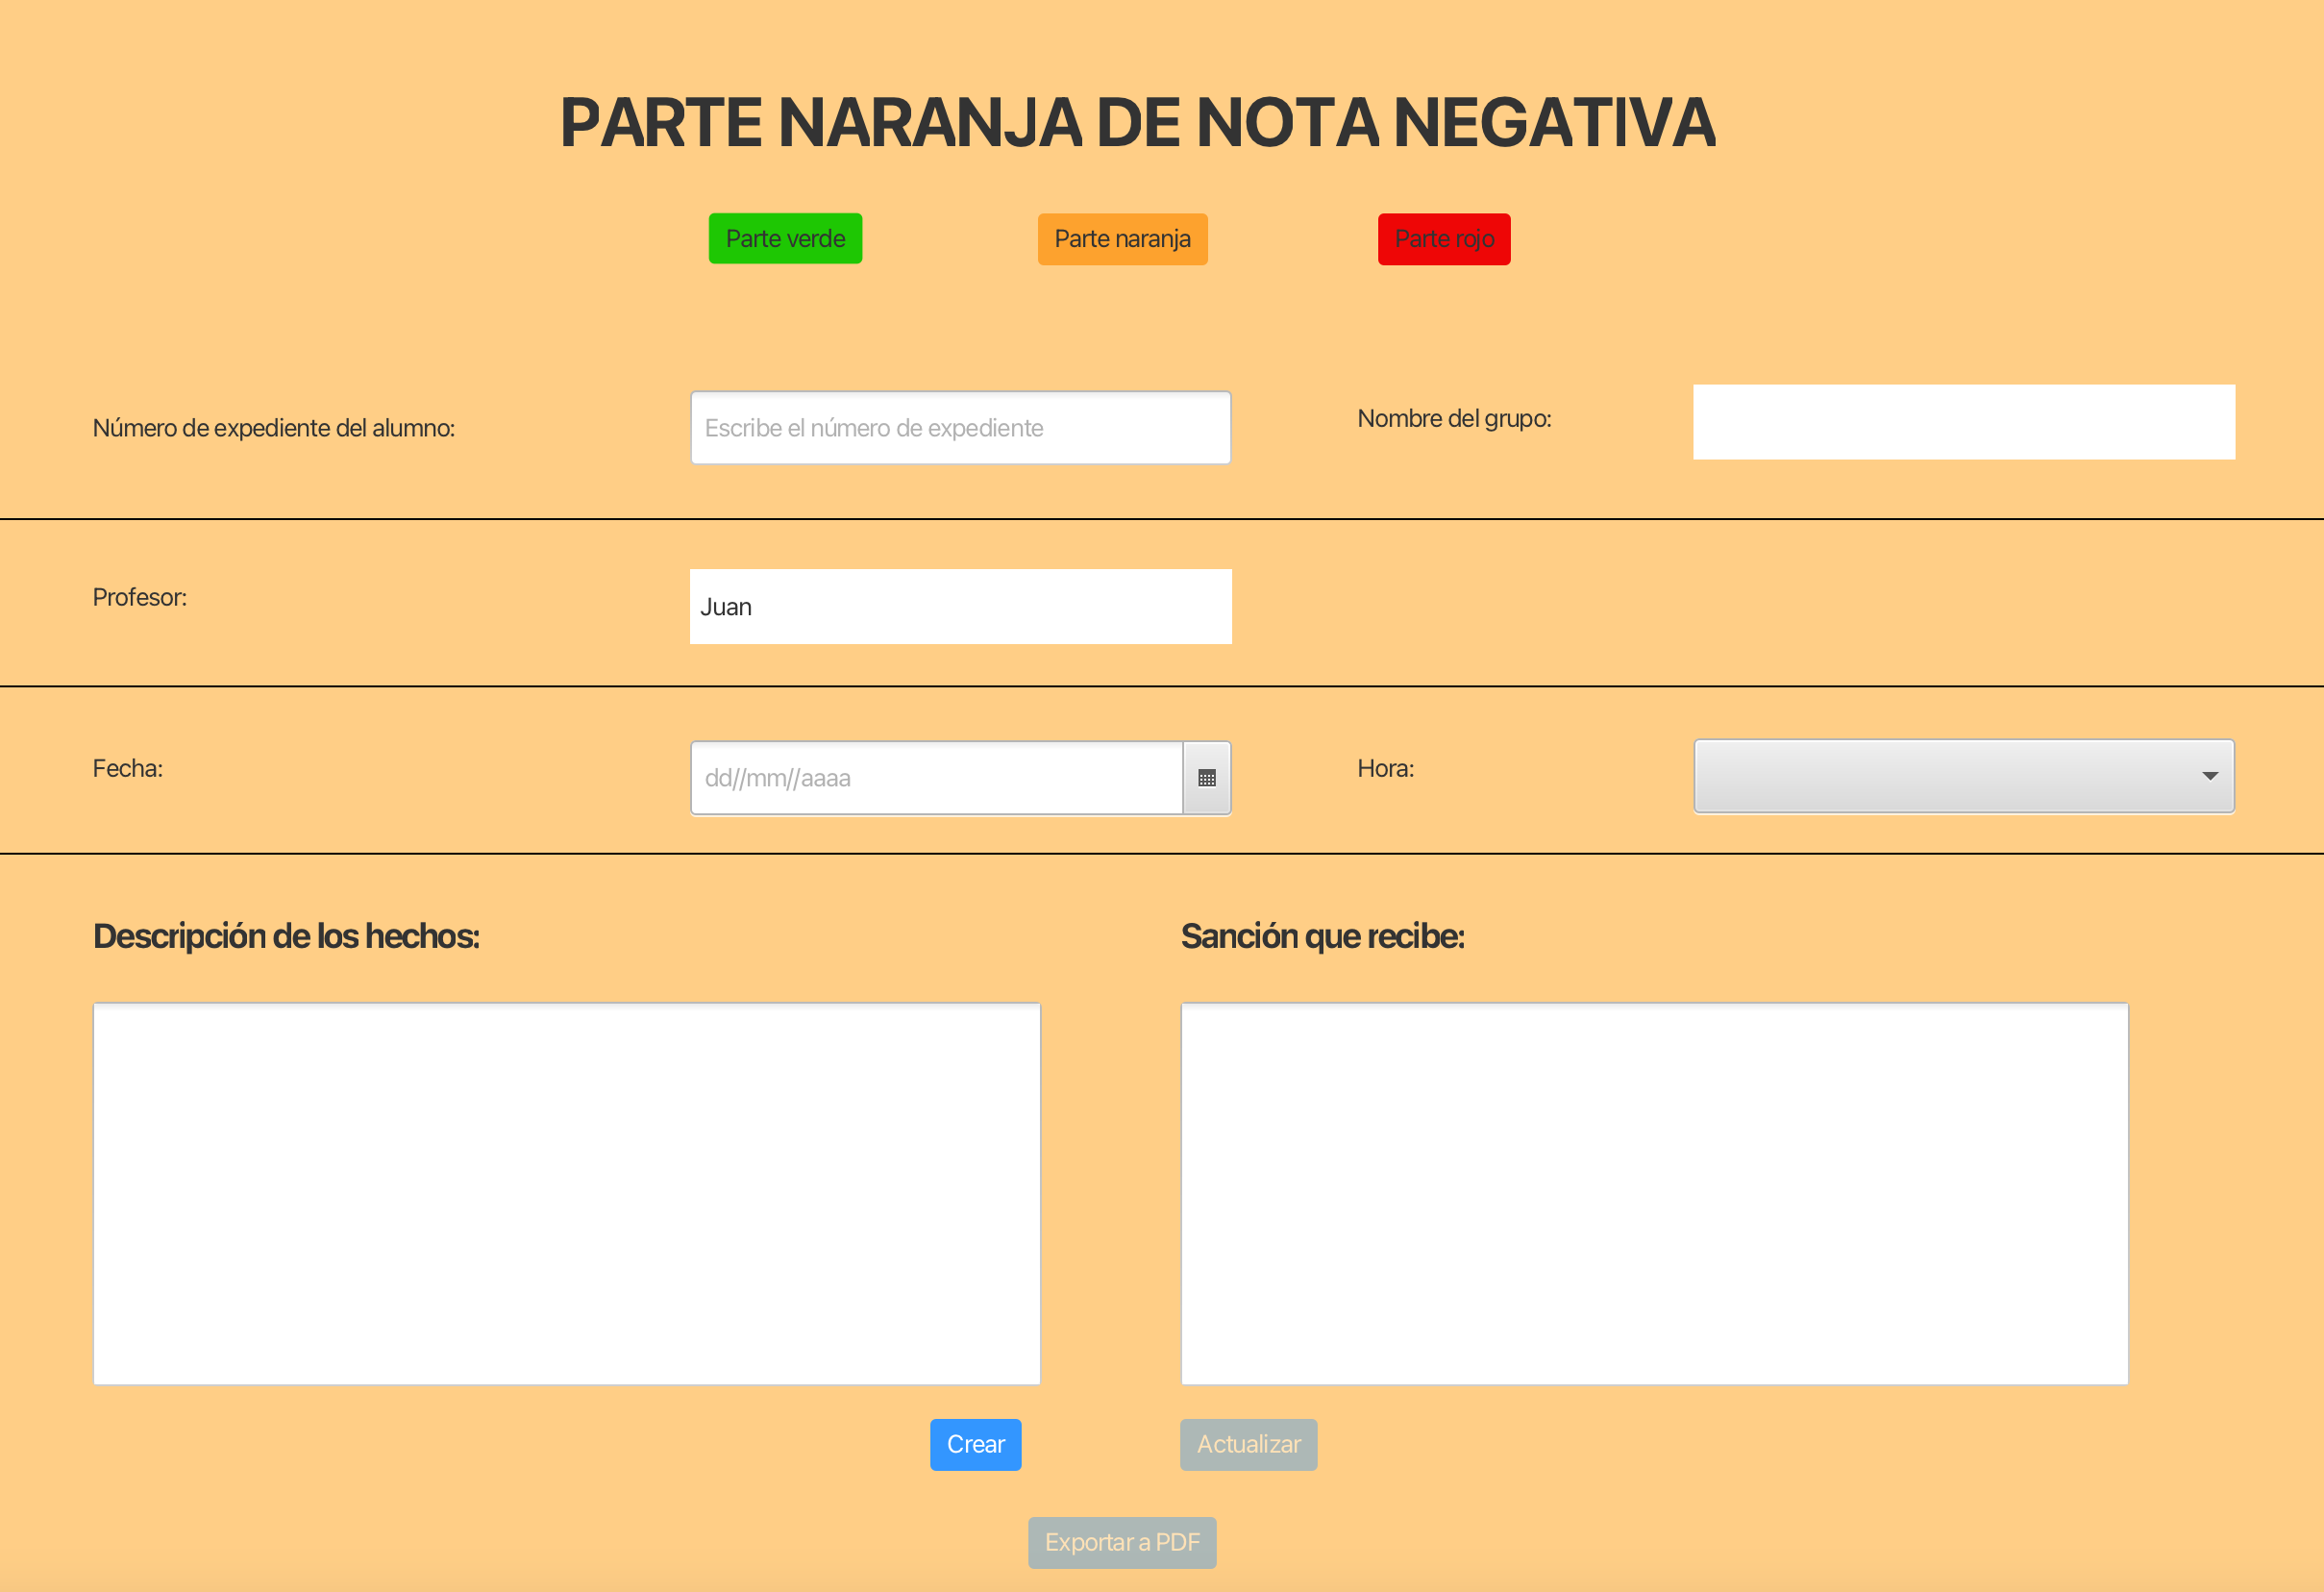 PARTE NARANJA DE NOTA NEGATIVA
Parte verde Parte naranja Parte rojo
Número de expediente del alumno: Escribe el número de expediente Nombre del grupo:
Profesor: Juan
Fecha: dd//mm//aaaa Hora:
Descripción de los hechos: Sanción que recibe:
Crear Actualizar
Exportar a PDF